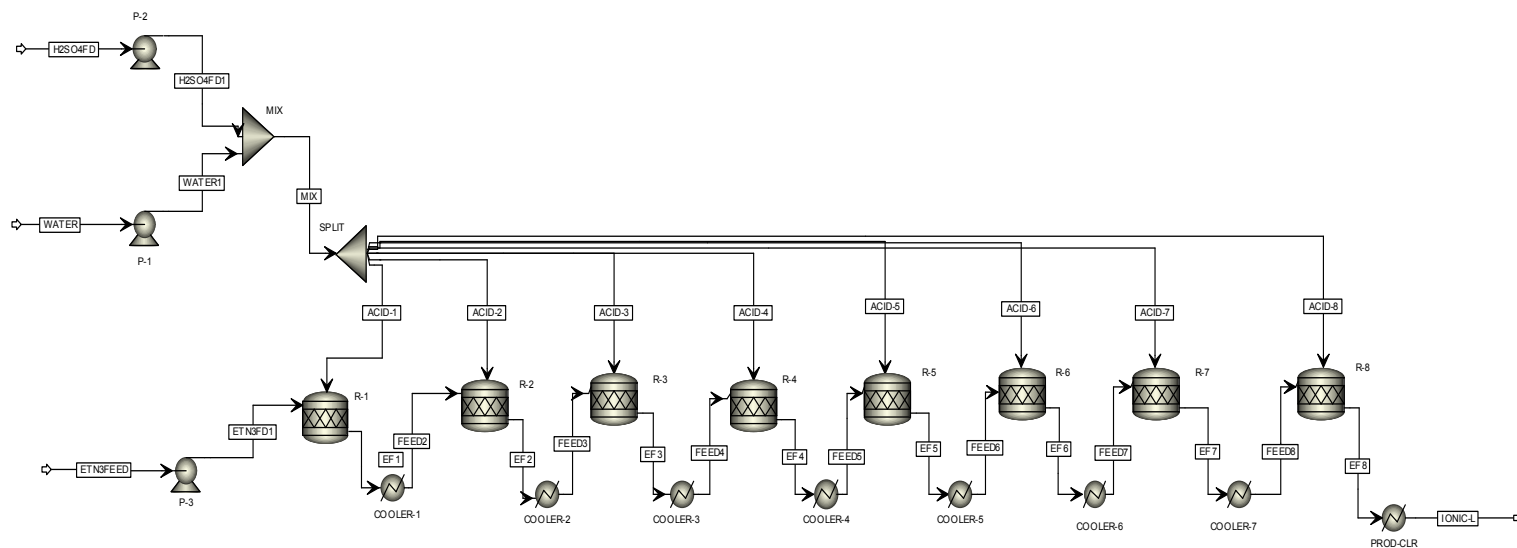 P-2
H2SO4FD
H2SO4FD1
MIX
WATER1
MIX
WATER
SPLIT
P-1
ACID-1
ACID-2
ACID-3
ACID-4
ACID-5
ACID-6
ACID-7
ACID-8
R-1
R-2
R-3
R-4
R-5
R-6
R-7
R-8
ETN3FD1
ETN3FEED
P-3
EF1
FEED2
EF2
FEED3
EF3
FEED4
EF4
FEED5
EF5
FEED6
EF6
FEED7
EF7
FEED8
EF8
COOLER-1
COOLER-2
COOLER-3
COOLER-4
COOLER-5
COOLER-6
COOLER-7
PROD-CLR
IONIC-L